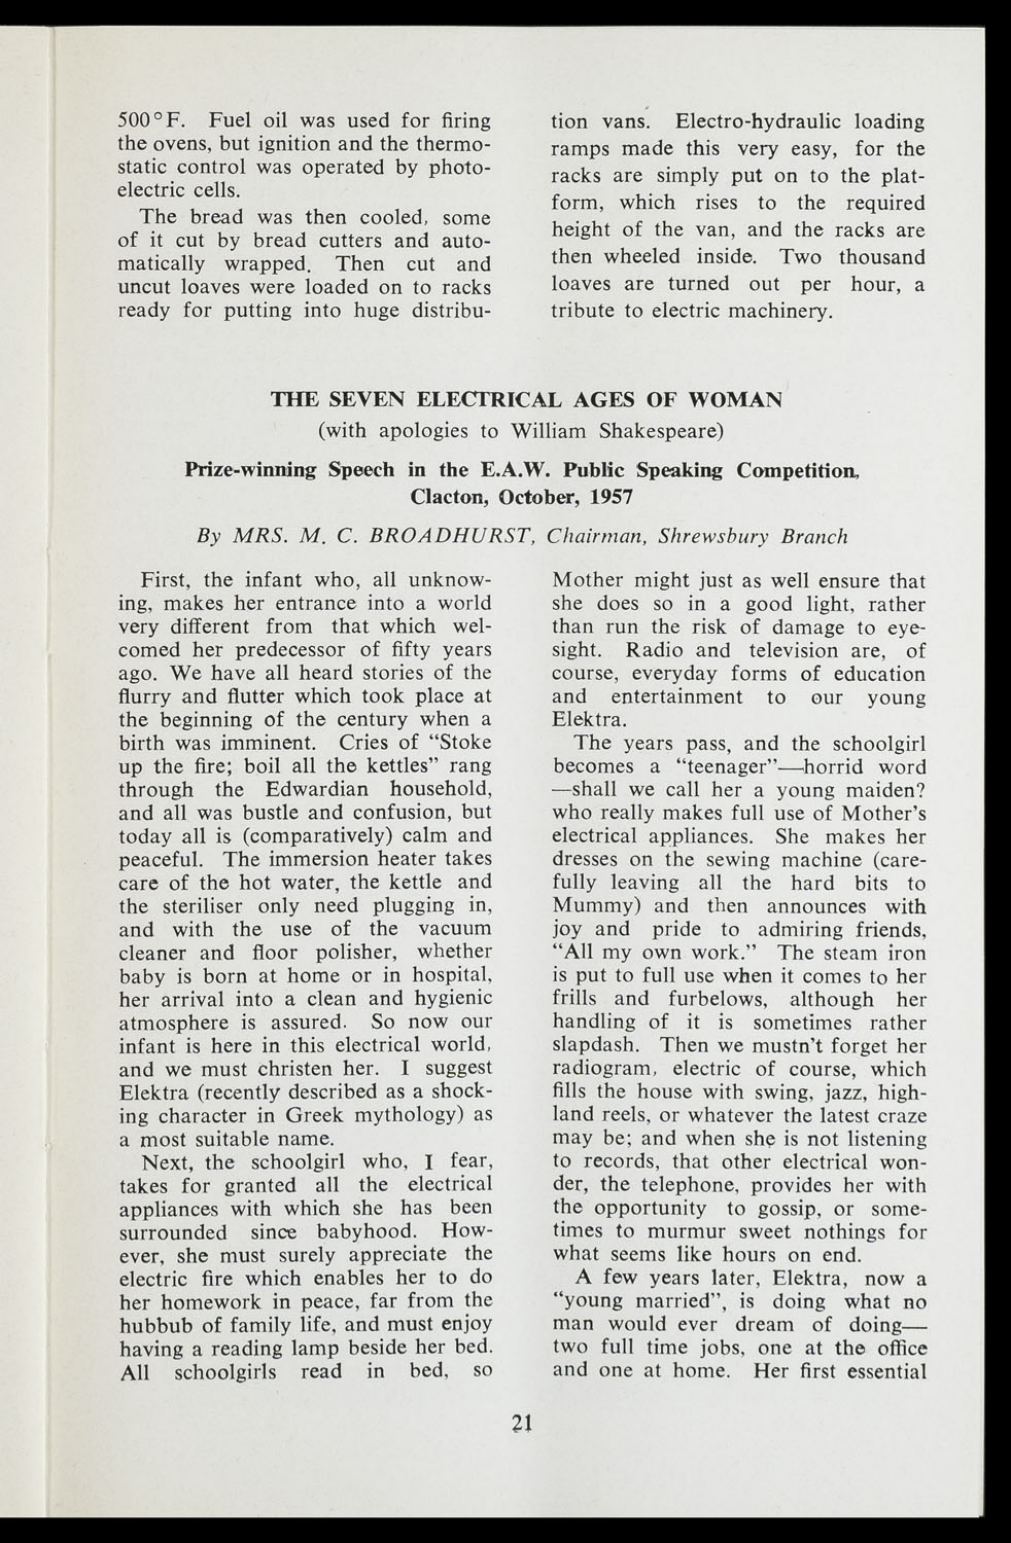 500°F. Fuel oil was used for firing
the ovens, but ignition and the thermo-
static control was operated by photo-
electric cells.
The bread was then cooled, some
of it cut by bread cutters and auto-
matically wrapped. Then cut and
uncut loaves were loaded on to racks
ready for putting into huge distribu-
tion vans. Electro-hydraulic loading
ramps made this very easy, for the
racks are simply put on to the plat-
form, which rises to the required
height of the van, and the racks are
then wheeled inside. Two thousand
loaves are turned out per hour, a
tribute to electric machinery.
THE SEVEN ELECTRICAL AGES OF WOMAN
(with apologies to William Shakespeare)
Prize-winning Speech in the E.A.W. Public Speaking Competition,
Clacton, October, 1957
By MRS. M. C. BROADHURST, Chairman, Shrewsbury Branch
First, the infant who, all unknow-
ing, makes her entrance into a world
very different from that which wel-
comed her predecessor of fifty years
ago. We have all heard stories of the
flurry and flutter which took place at
the beginning of the century when a
birth was imminent. Cries of “Stoke
up the fire; boil all the kettles” rang
through the Edwardian household,
and all was bustle and confusion, but
today all is (comparatively) calm and
peaceful. The immersion heater takes
care of the hot water, the kettle and
the steriliser only need plugging in,
and with the use of the vacuum
cleaner and floor polisher, whether
baby is born at home or in hospital,
her arrival into a clean and hygienic
atmosphere is assured. So now our
infant is here in this electrical world,
and we must christen her. I suggest
Elektra (recently described as a shock-
ing character in Greek mythology) as
a most suitable name.
Next, the schoolgirl who, I fear,
takes for granted all the electrical
appliances with which she has been
surrounded since babyhood. How-
ever, she must surely appreciate the
electric fire which enables her to do
her homework in peace, far from the
hubbub of family life, and must enjoy
having a reading lamp beside her bed.
All schoolgirls read in bed, so
Mother might just as well ensure that
she does so in a good light, rather
than run the risk of damage to eye-
sight. Radio and television are, of
course, everyday forms of education
and entertainment to our young
Elektra.
The years pass, and the schoolgirl
becomes a “teenager”—horrid word
—shall we call her a young maiden?
who really makes full use of Mother's
electrical appliances. She makes her
dresses on the sewing machine (care-
fully leaving all the hard bits to
Mummy) and then announces with
joy and pride to admiring friends,
“All my own work.” The steam iron
is put to full use when it comes to her
frills and furbelows, although her
handling of it is sometimes rather
slapdash. Then we mustn't forget her
radiogram, electric of course, which
fills the house with swing, jazz, high-
land reels, or whatever the latest craze
may be; and when she is not listening
to records, that other electrical won-
der, the telephone, provides her with
the opportunity to gossip, or some-
times to murmur sweet nothings for
what seems like hours on end.
A few years later, Elektra, now a
“young married”, is doing what no
man would ever dream of doing—
two full time jobs, one at the office
and one at home. Her first essential
21